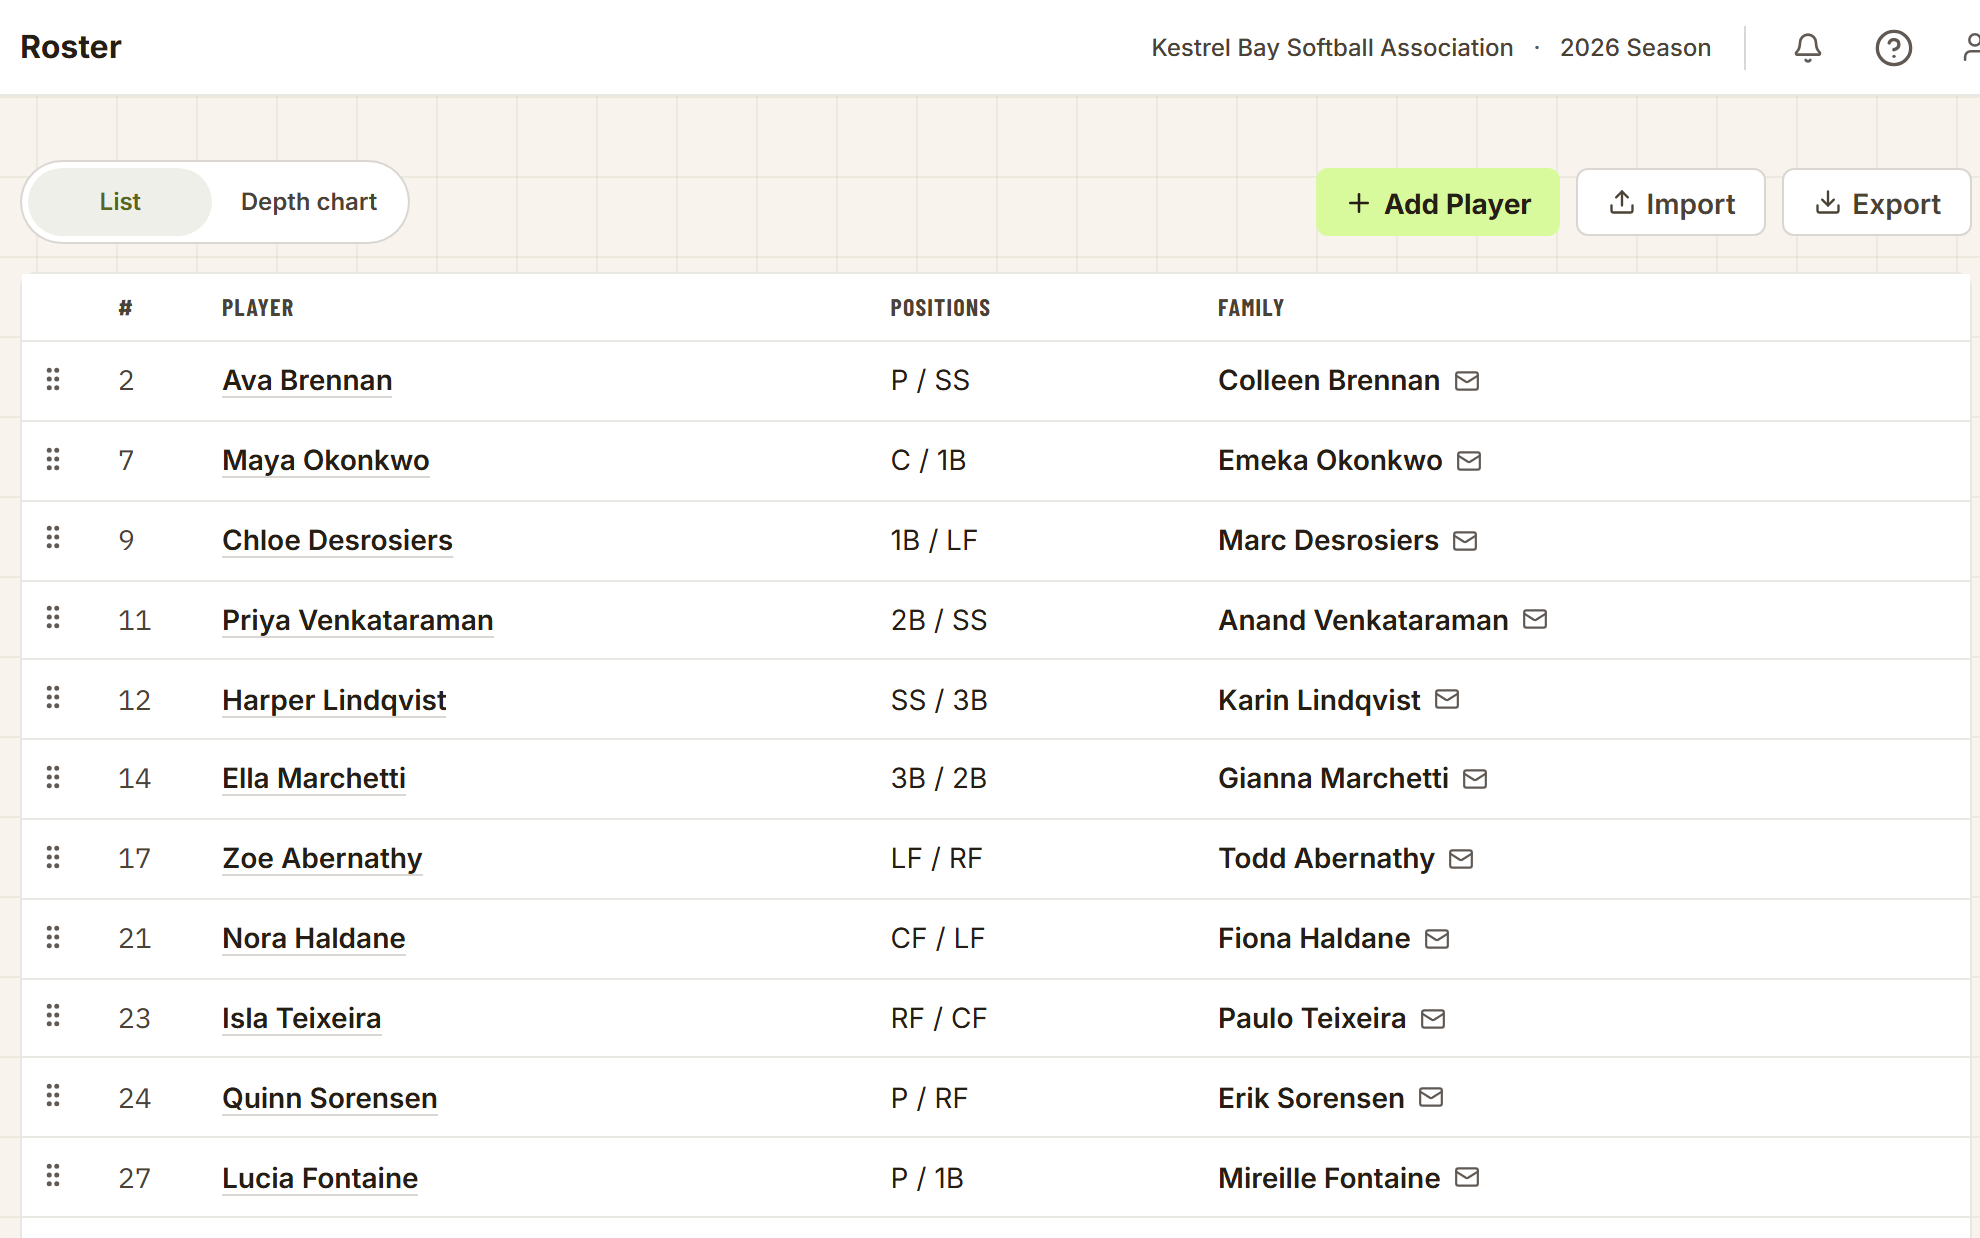 Roster
Kestrel Bay Softball Association · 2026 Season
List Depth chart
+ Add Player Import Export
# PLAYER POSITIONS FAMILY
2 Ava Brennan P / SS Colleen Brennan
7 Maya Okonkwo C / 1B Emeka Okonkwo
9 Chloe Desrosiers 1B / LF Marc Desrosiers
11 Priya Venkataraman 2B / SS Anand Venkataraman
12 Harper Lindqvist SS / 3B Karin Lindqvist
14 Ella Marchetti 3B / 2B Gianna Marchetti
17 Zoe Abernathy LF / RF Todd Abernathy
21 Nora Haldane CF / LF Fiona Haldane
23 Isla Teixeira RF / CF Paulo Teixeira
24 Quinn Sorensen P / RF Erik Sorensen
27 Lucia Fontaine P / 1B Mireille Fontaine